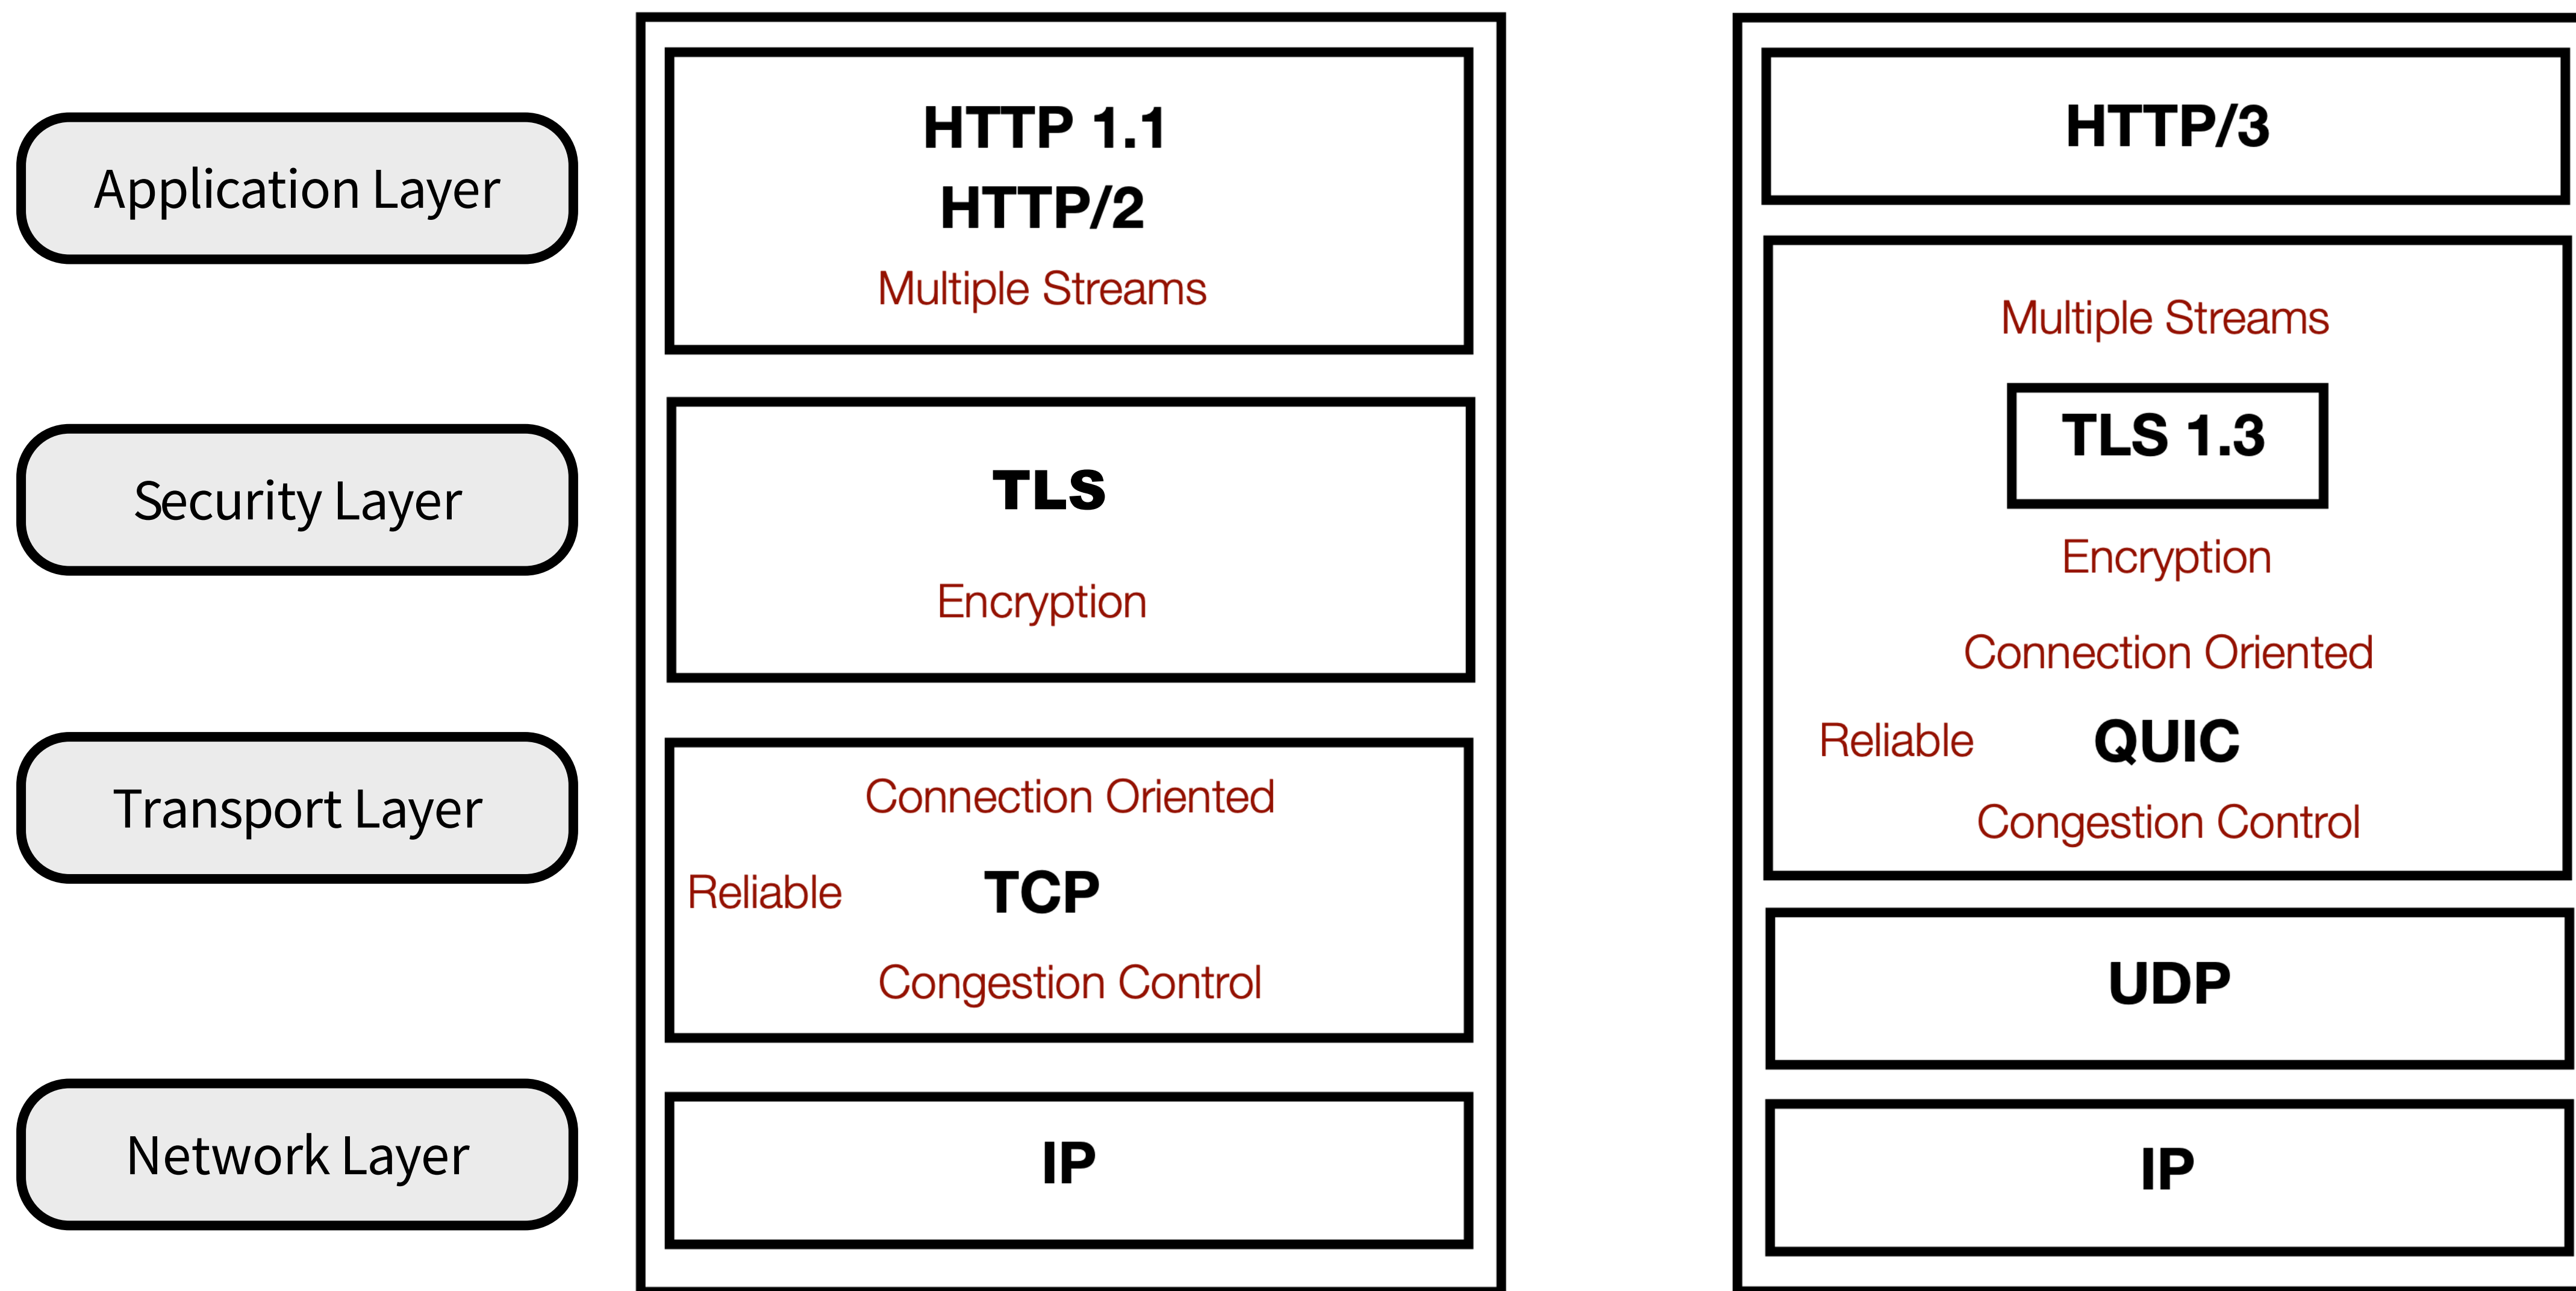 Application Layer
Security Layer
Transport Layer
Network Layer
HTTP 1.1
HTTP/2
Multiple Streams
TLS
Encryption
Connection Oriented
Reliable TCP
Congestion Control
IP
HTTP/3
Multiple Streams
TLS 1.3
Encryption
Connection Oriented
Reliable QUIC
Congestion Control
UDP
IP